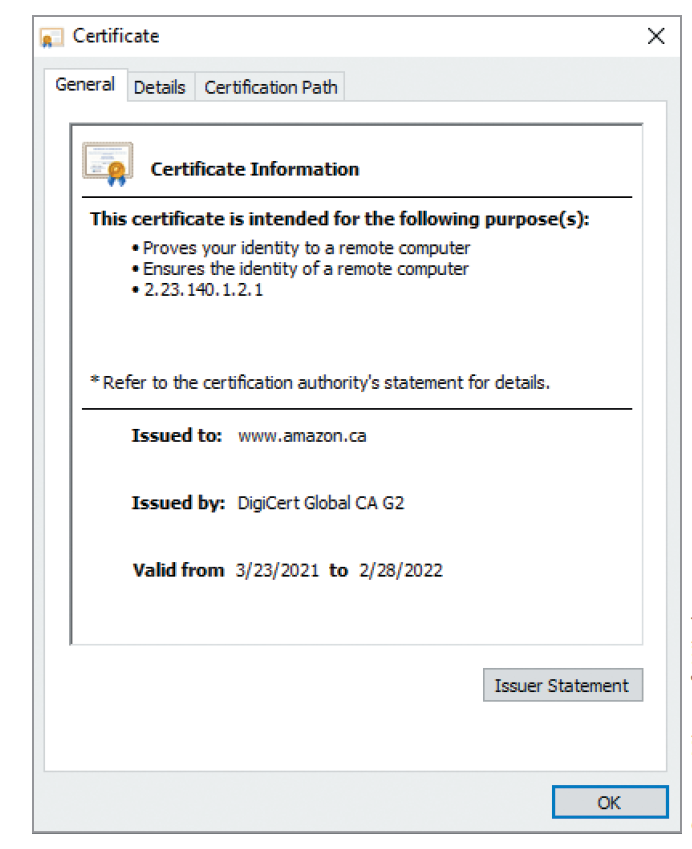 Certificate
General Details Certification Path
Certificate Information
This certificate is intended for the following purpose(s):
• Proves your identity to a remote computer
• Ensures the identity of a remote computer
• 2.23.140.1.2.1
* Refer to the certification authority's statement for details.
Issued to: www.amazon.ca
Issued by: DigiCert Global CA G2
Valid from 3/23/2021 to 2/28/2022
Issuer Statement
OK